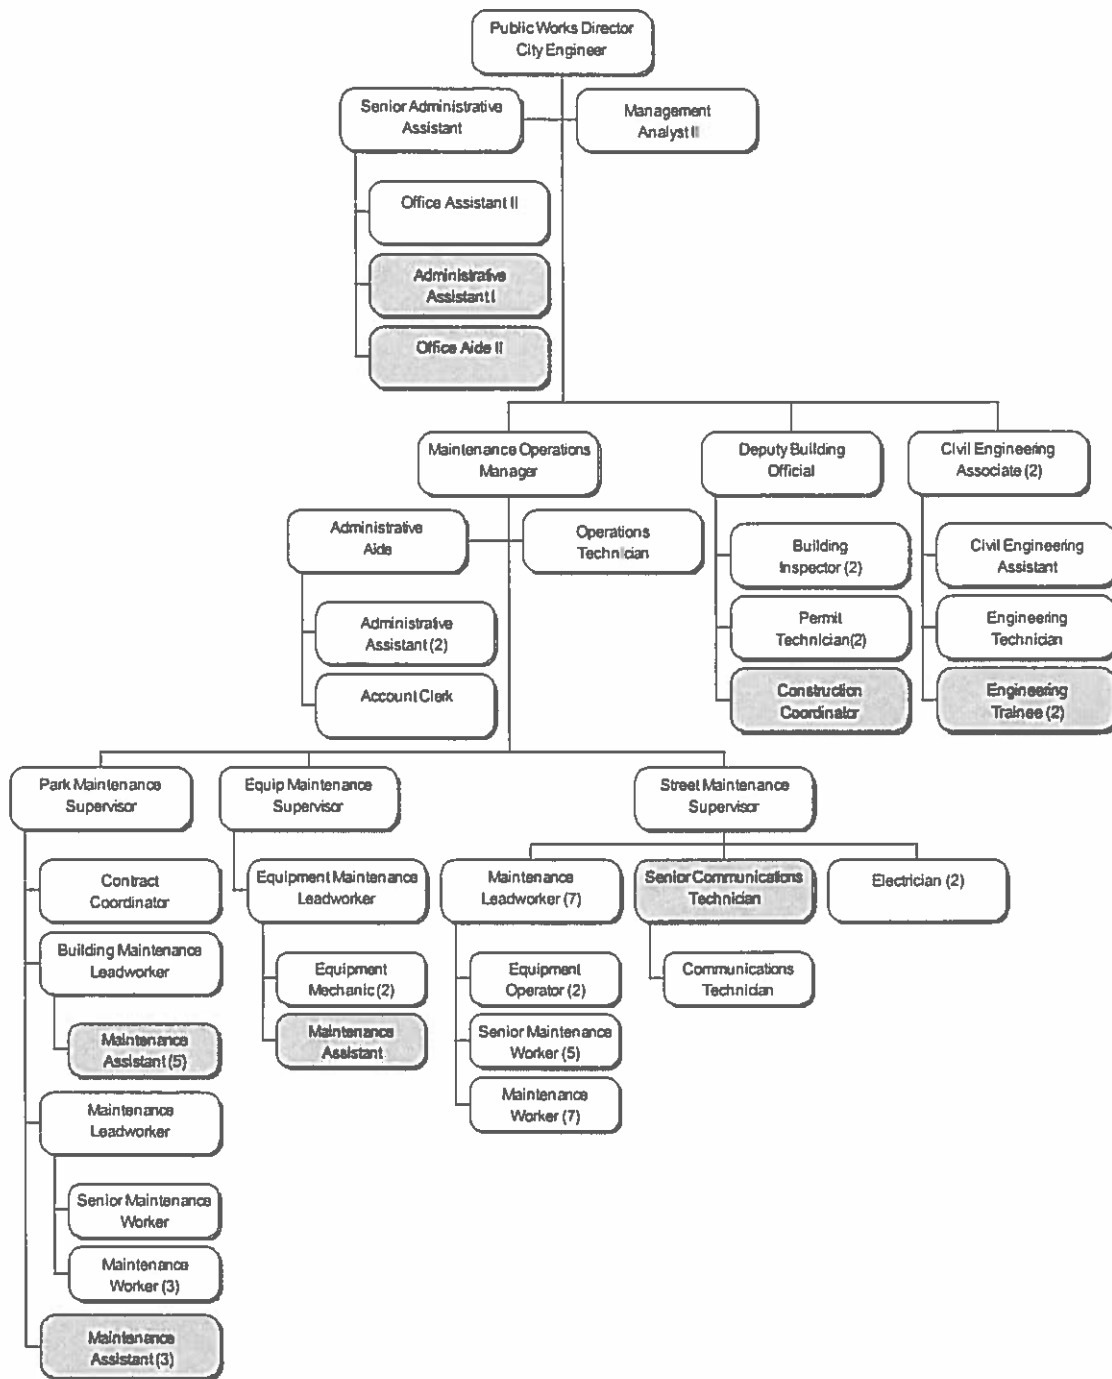 Public Works Director
City Engineer
Senior Administrative
Assistant
Management
Analyst II
Office Assistant II
Administrative
Assistant I
Office Aide II
Maintenance Operations
Manager
Deputy Building
Official
Civil Engineering
Associate (2)
Administrative
Aide
Operations
Technician
Building
Inspector (2)
Civil Engineering
Assistant
Administrative
Assistant (2)
Permit
Technician(2)
Engineering
Technician
Account Clerk
Construction
Coordinator
Engineering
Trainee (2)
Park Maintenance
Supervisor
Equip Maintenance
Supervisor
Street Maintenance
Supervisor
Contract
Coordinator
Equipment Maintenance
Leadworker
Maintenance
Leadworker (7)
Senior Communications
Technician
Electrician (2)
Building Maintenance
Leadworker
Equipment
Mechanic (2)
Equipment
Operator (2)
Communications
Technician
Maintenance
Assistant (5)
Maintenance
Assistant
Senior Maintenance
Worker (5)
Maintenance
Leadworker
Maintenance
Worker (7)
Senior Maintenance
Worker
Maintenance
Worker (3)
Maintenance
Assistant (3)